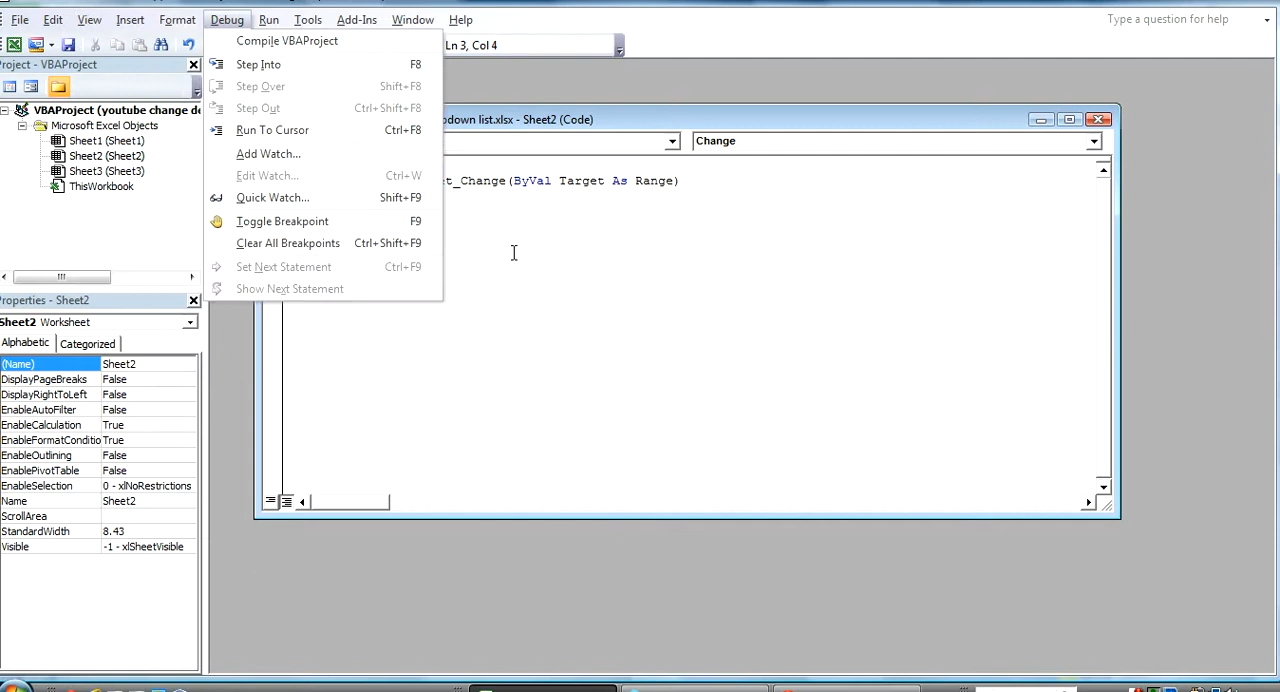 File Edit View Insert Format Debug Run Tools Add-Ins Window Help Type a question for help
Ln 3, Col 4
Project - VBAProject
VBAProject (youtube change do
Microsoft Excel Objects
Sheet1 (Sheet1)
Sheet2 (Sheet2)
Sheet3 (Sheet3)
ThisWorkbook
Compile VBAProject
Step Into F8
Step Over Shift+F8
Step Out Ctrl+Shift+F8
Run To Cursor Ctrl+F8
Add Watch...
Edit Watch... Ctrl+W
Quick Watch... Shift+F9
Toggle Breakpoint F9
Clear All Breakpoints Ctrl+Shift+F9
Set Next Statement Ctrl+F9
Show Next Statement
pdown list.xlsx - Sheet2 (Code)
Change
t_Change(ByVal Target As Range)
Properties - Sheet2
Sheet2 Worksheet
Alphabetic Categorized
(Name) Sheet2
DisplayPageBreaks False
DisplayRightToLeft False
EnableAutoFilter False
EnableCalculation True
EnableFormatConditio True
EnableOutlining False
EnablePivotTable False
EnableSelection 0 - xlNoRestrictions
Name Sheet2
ScrollArea
StandardWidth 8.43
Visible -1 - xlSheetVisible